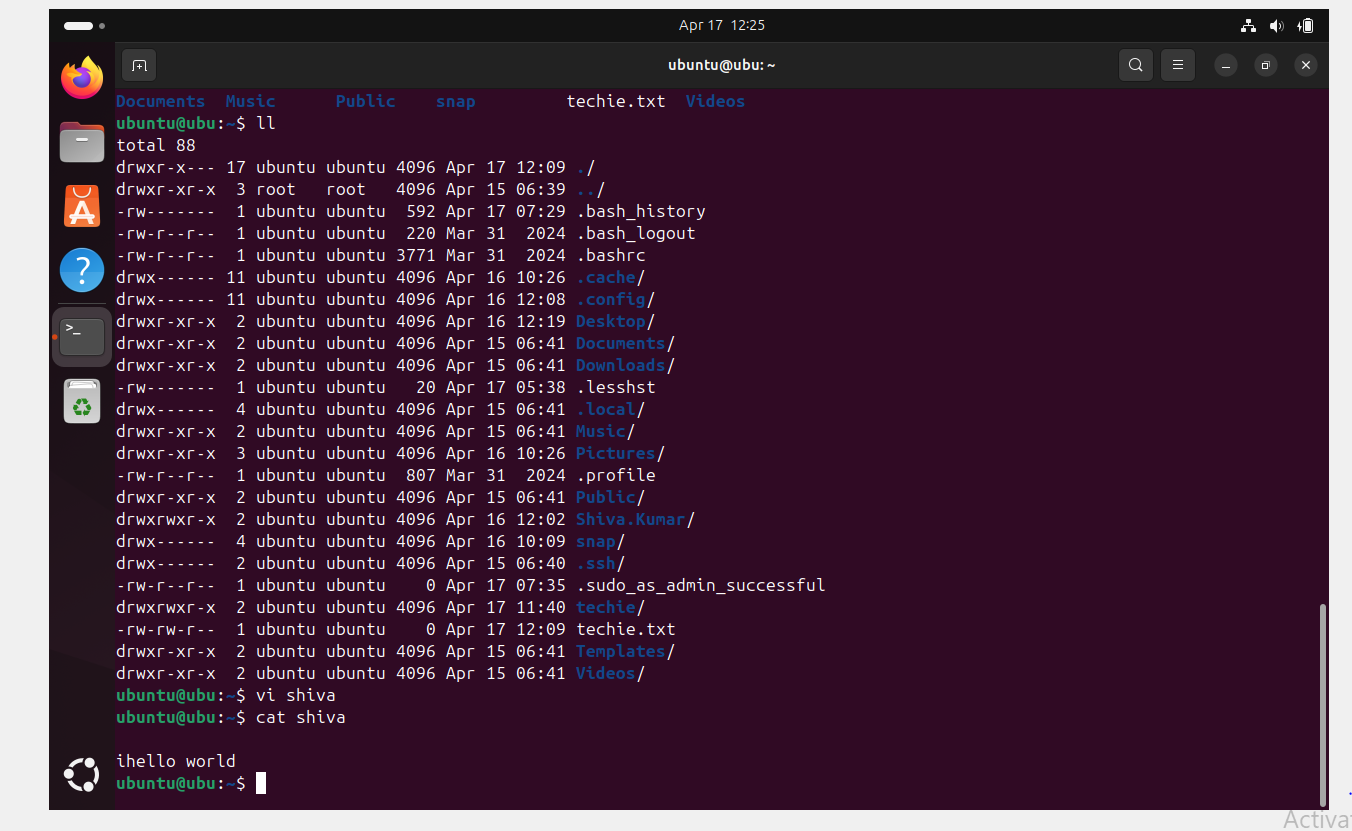 Apr 17 12:25
ubuntu@ubu: ~
Documents Music Public snap techie.txt Videos
ubuntu@ubu:~$ ll
total 88
drwxr-x--- 17 ubuntu ubuntu 4096 Apr 17 12:09 ./
drwxr-xr-x 3 root root 4096 Apr 15 06:39 ../
-rw------- 1 ubuntu ubuntu 592 Apr 17 07:29 .bash_history
-rw-r--r-- 1 ubuntu ubuntu 220 Mar 31 2024 .bash_logout
-rw-r--r-- 1 ubuntu ubuntu 3771 Mar 31 2024 .bashrc
drwx------ 11 ubuntu ubuntu 4096 Apr 16 10:26 .cache/
drwx------ 11 ubuntu ubuntu 4096 Apr 16 12:08 .config/
drwxr-xr-x 2 ubuntu ubuntu 4096 Apr 16 12:19 Desktop/
drwxr-xr-x 2 ubuntu ubuntu 4096 Apr 15 06:41 Documents/
drwxr-xr-x 2 ubuntu ubuntu 4096 Apr 15 06:41 Downloads/
-rw------- 1 ubuntu ubuntu 20 Apr 17 05:38 .lesshst
drwx------ 4 ubuntu ubuntu 4096 Apr 15 06:41 .local/
drwxr-xr-x 2 ubuntu ubuntu 4096 Apr 15 06:41 Music/
drwxr-xr-x 3 ubuntu ubuntu 4096 Apr 16 10:26 Pictures/
-rw-r--r-- 1 ubuntu ubuntu 807 Mar 31 2024 .profile
drwxr-xr-x 2 ubuntu ubuntu 4096 Apr 15 06:41 Public/
drwxrwxr-x 2 ubuntu ubuntu 4096 Apr 16 12:02 Shiva.Kumar/
drwx------ 4 ubuntu ubuntu 4096 Apr 16 10:09 snap/
drwx------ 2 ubuntu ubuntu 4096 Apr 15 06:40 .ssh/
-rw-r--r-- 1 ubuntu ubuntu 0 Apr 17 07:35 .sudo_as_admin_successful
drwxrwxr-x 2 ubuntu ubuntu 4096 Apr 17 11:40 techie/
-rw-rw-r-- 1 ubuntu ubuntu 0 Apr 17 12:09 techie.txt
drwxr-xr-x 2 ubuntu ubuntu 4096 Apr 15 06:41 Templates/
drwxr-xr-x 2 ubuntu ubuntu 4096 Apr 15 06:41 Videos/
ubuntu@ubu:~$ vi shiva
ubuntu@ubu:~$ cat shiva
ihello world
ubuntu@ubu:~$
Activa